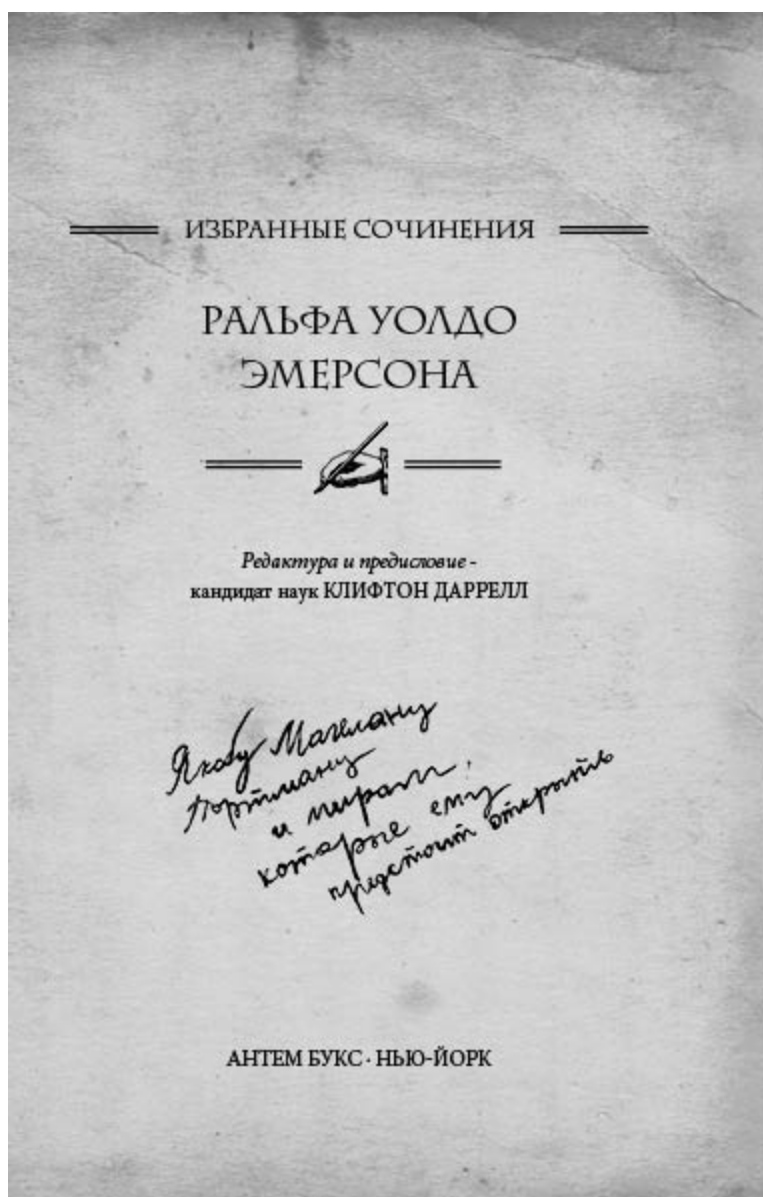 ИЗБРАННЫЕ СОЧИНЕНИЯ
РАЛЬФА УОЛДО
ЭМЕРСОНА
Редактура и предисловие -
кандидат наук КЛИФТОН ДАРРЕЛЛ
Якобу Магеллану
Портману
и мирам,
которые ему
предстоит открыть
АНТЕМ БУКС · НЬЮ-ЙОРК